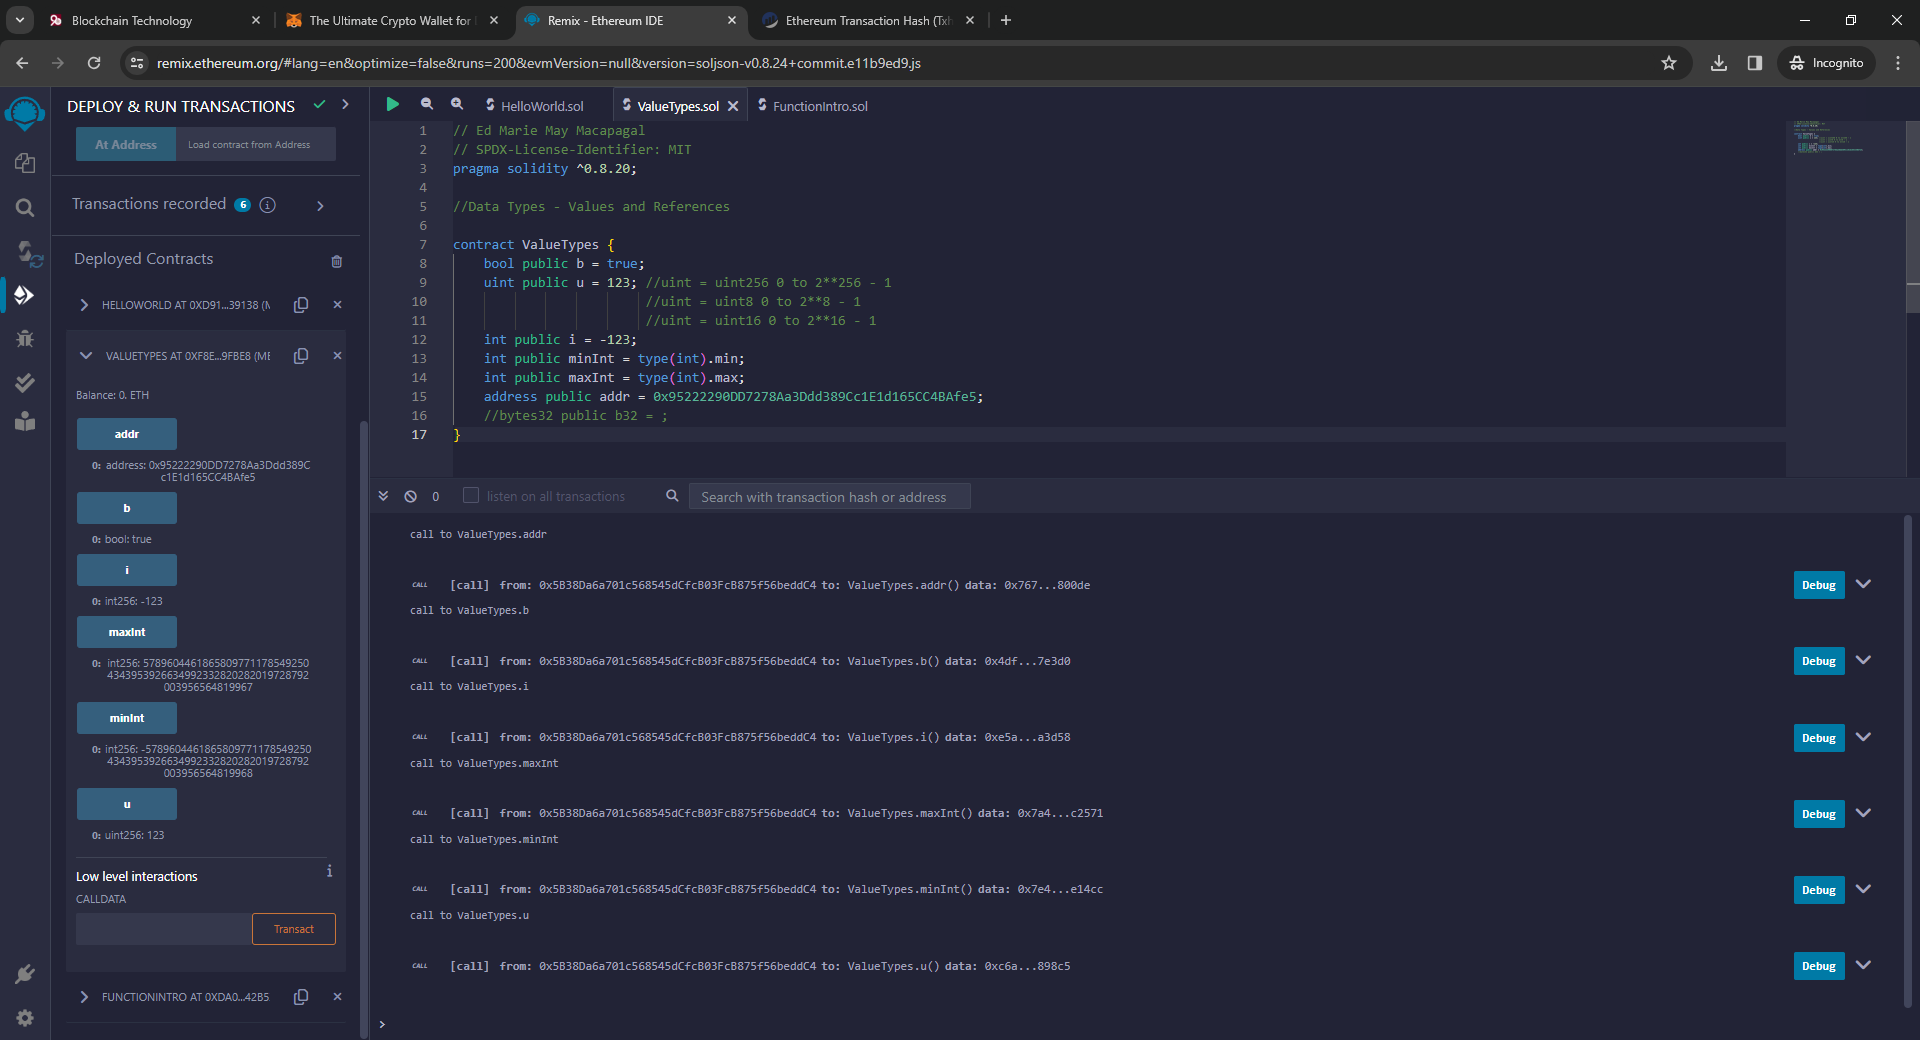 Blockchain Technology
The Ultimate Crypto Wallet for
Remix - Ethereum IDE
Ethereum Transaction Hash (Txh
remix.ethereum.org/#lang=en&optimize=false&runs=200&evmVersion=null&version=soljson-v0.8.24+commit.e11b9ed9.js
Incognito
DEPLOY & RUN TRANSACTIONS
At Address
Load contract from Address
Transactions recorded 6 i
Deployed Contracts
HELLOWORLD AT 0XD91...39138 (M
VALUETYPES AT 0XF8E...9FBE8 (ME
Balance: 0. ETH
addr
0: address: 0x95222290DD7278Aa3Ddd389C
c1E1d165CC4BAfe5
b
0: bool: true
i
0: int256: -123
maxInt
0: int256: 5789604461865809771178549250
4343953926634992332820282019728792
003956564819967
minInt
0: int256: -5789604461865809771178549250
4343953926634992332820282019728792
003956564819968
u
0: uint256: 123
Low level interactions
i
CALLDATA
Transact
FUNCTIONINTRO AT 0XDA0...42B5
HelloWorld.sol
ValueTypes.sol
FunctionIntro.sol
1 // Ed Marie May Macapagal
2 // SPDX-License-Identifier: MIT
3 pragma solidity ^0.8.20;
4
5 //Data Types - Values and References
6
7 contract ValueTypes {
8 bool public b = true;
9 uint public u = 123; //uint = uint256 0 to 2**256 - 1
10 //uint = uint8 0 to 2**8 - 1
11 //uint = uint16 0 to 2**16 - 1
12 int public i = -123;
13 int public minInt = type(int).min;
14 int public maxInt = type(int).max;
15 address public addr = 0x95222290DD7278Aa3Ddd389Cc1E1d165CC4BAfe5;
16 //bytes32 public b32 = ;
17 }
0
listen on all transactions
Search with transaction hash or address
call to ValueTypes.addr
CALL [call] from: 0x5B38Da6a701c568545dCfcB03FcB875f56beddC4 to: ValueTypes.addr() data: 0x767...800de
Debug
call to ValueTypes.b
CALL [call] from: 0x5B38Da6a701c568545dCfcB03FcB875f56beddC4 to: ValueTypes.b() data: 0x4df...7e3d0
Debug
call to ValueTypes.i
CALL [call] from: 0x5B38Da6a701c568545dCfcB03FcB875f56beddC4 to: ValueTypes.i() data: 0xe5a...a3d58
Debug
call to ValueTypes.maxInt
CALL [call] from: 0x5B38Da6a701c568545dCfcB03FcB875f56beddC4 to: ValueTypes.maxInt() data: 0x7a4...c2571
Debug
call to ValueTypes.minInt
CALL [call] from: 0x5B38Da6a701c568545dCfcB03FcB875f56beddC4 to: ValueTypes.minInt() data: 0x7e4...e14cc
Debug
call to ValueTypes.u
CALL [call] from: 0x5B38Da6a701c568545dCfcB03FcB875f56beddC4 to: ValueTypes.u() data: 0xc6a...898c5
Debug
>